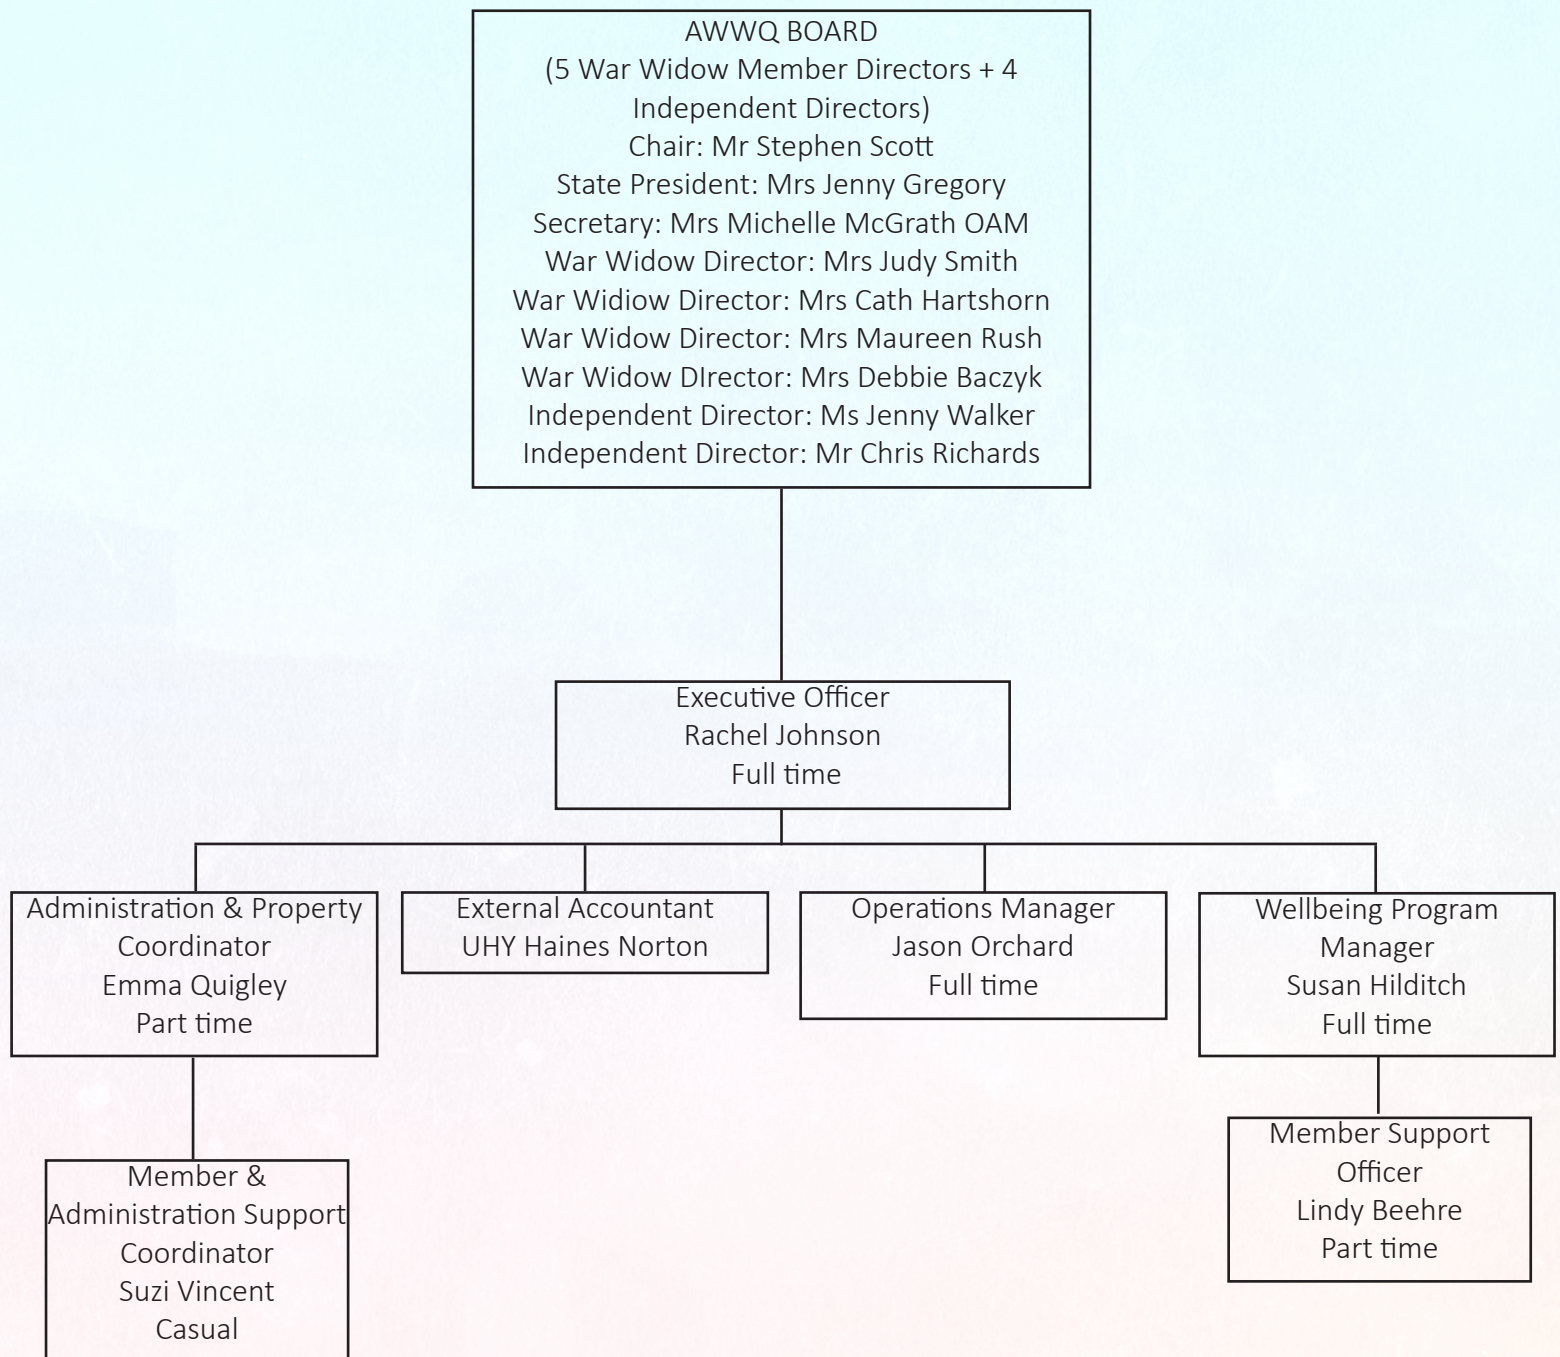 AWWQ BOARD
(5 War Widow Member Directors + 4
Independent Directors)
Chair: Mr Stephen Scott
State President: Mrs Jenny Gregory
Secretary: Mrs Michelle McGrath OAM
War Widow Director: Mrs Judy Smith
War Widiow Director: Mrs Cath Hartshorn
War Widow Director: Mrs Maureen Rush
War Widow DIrector: Mrs Debbie Baczyk
Independent Director: Ms Jenny Walker
Independent Director: Mr Chris Richards
Executive Officer
Rachel Johnson
Full time
Administration & Property
Coordinator
Emma Quigley
Part time
External Accountant
UHY Haines Norton
Operations Manager
Jason Orchard
Full time
Wellbeing Program
Manager
Susan Hilditch
Full time
Member &
Administration Support
Coordinator
Suzi Vincent
Casual
Member Support
Officer
Lindy Beehre
Part time